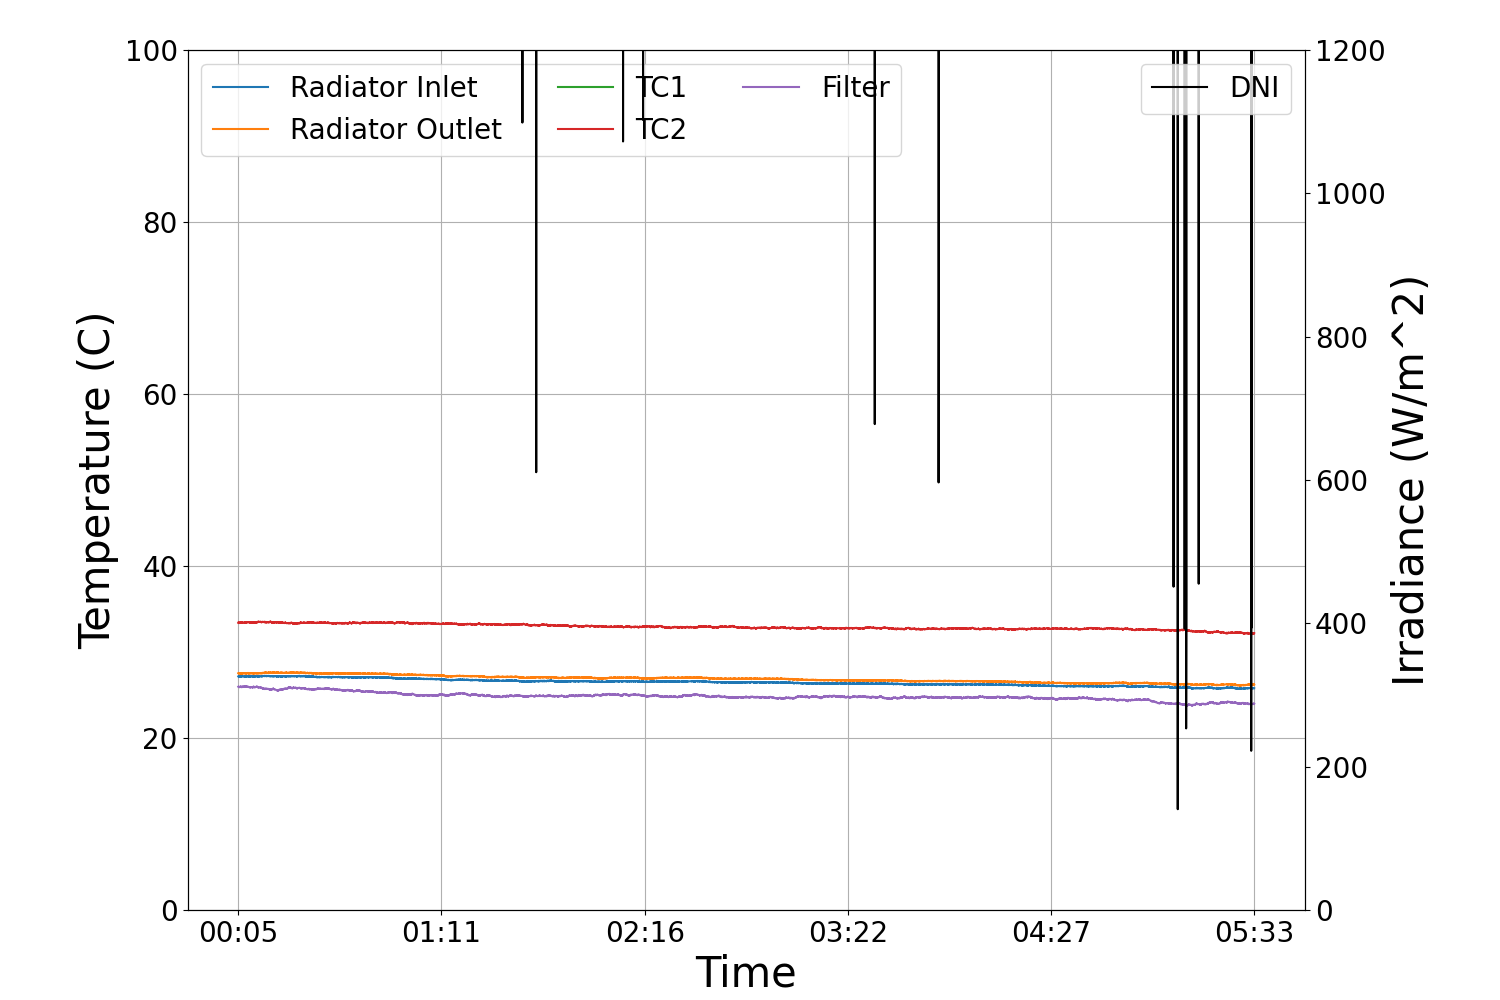 100
80
60
40
20
0
Temperature (C)
Radiator Inlet
Radiator Outlet
TC1
TC2
Filter
DNI
1200
1000
800
600
400
200
0
Irradiance (W/m^2)
00:05 01:11 02:16 03:22 04:27 05:33
Time